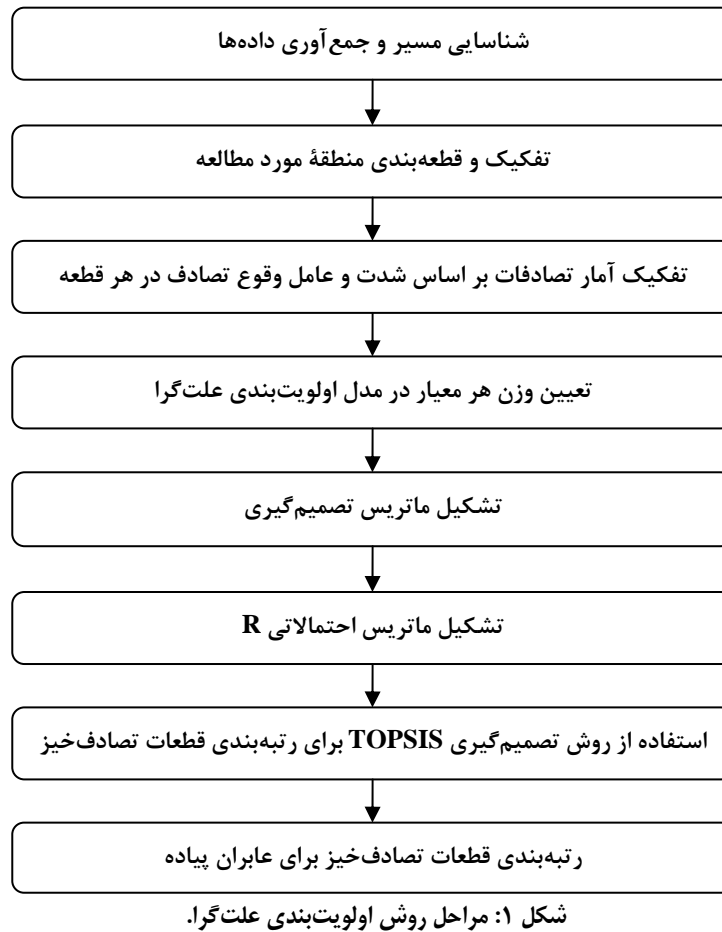 شناسایی مسیر و جمع‌آوری داده‌ها
تفکیک و قطعه‌بندی منطقهٔ مورد مطالعه
تفکیک آمار تصادفات بر اساس شدت و عامل وقوع تصادف در هر قطعه
تعیین وزن هر معیار در مدل اولویت‌بندی علت‌گرا
تشکیل ماتریس تصمیم‌گیری
تشکیل ماتریس احتمالاتی R
استفاده از روش تصمیم‌گیری TOPSIS برای رتبه‌بندی قطعات تصادف‌خیز
رتبه‌بندی قطعات تصادف‌خیز برای عابران پیاده
شکل ۱: مراحل روش اولویت‌بندی علت‌گرا.